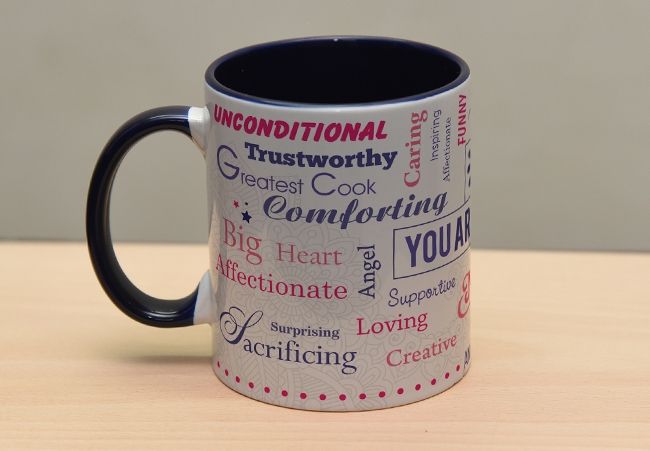 UNCONDITIONAL
Trustworthy
Greatest Cook
Comforting
Caring
Inspiring
Affectionate
FUNNY
Big Heart
Affectionate
Angel
YOU AR
Supportive
Surprising
Sacrificing
Loving
Creative